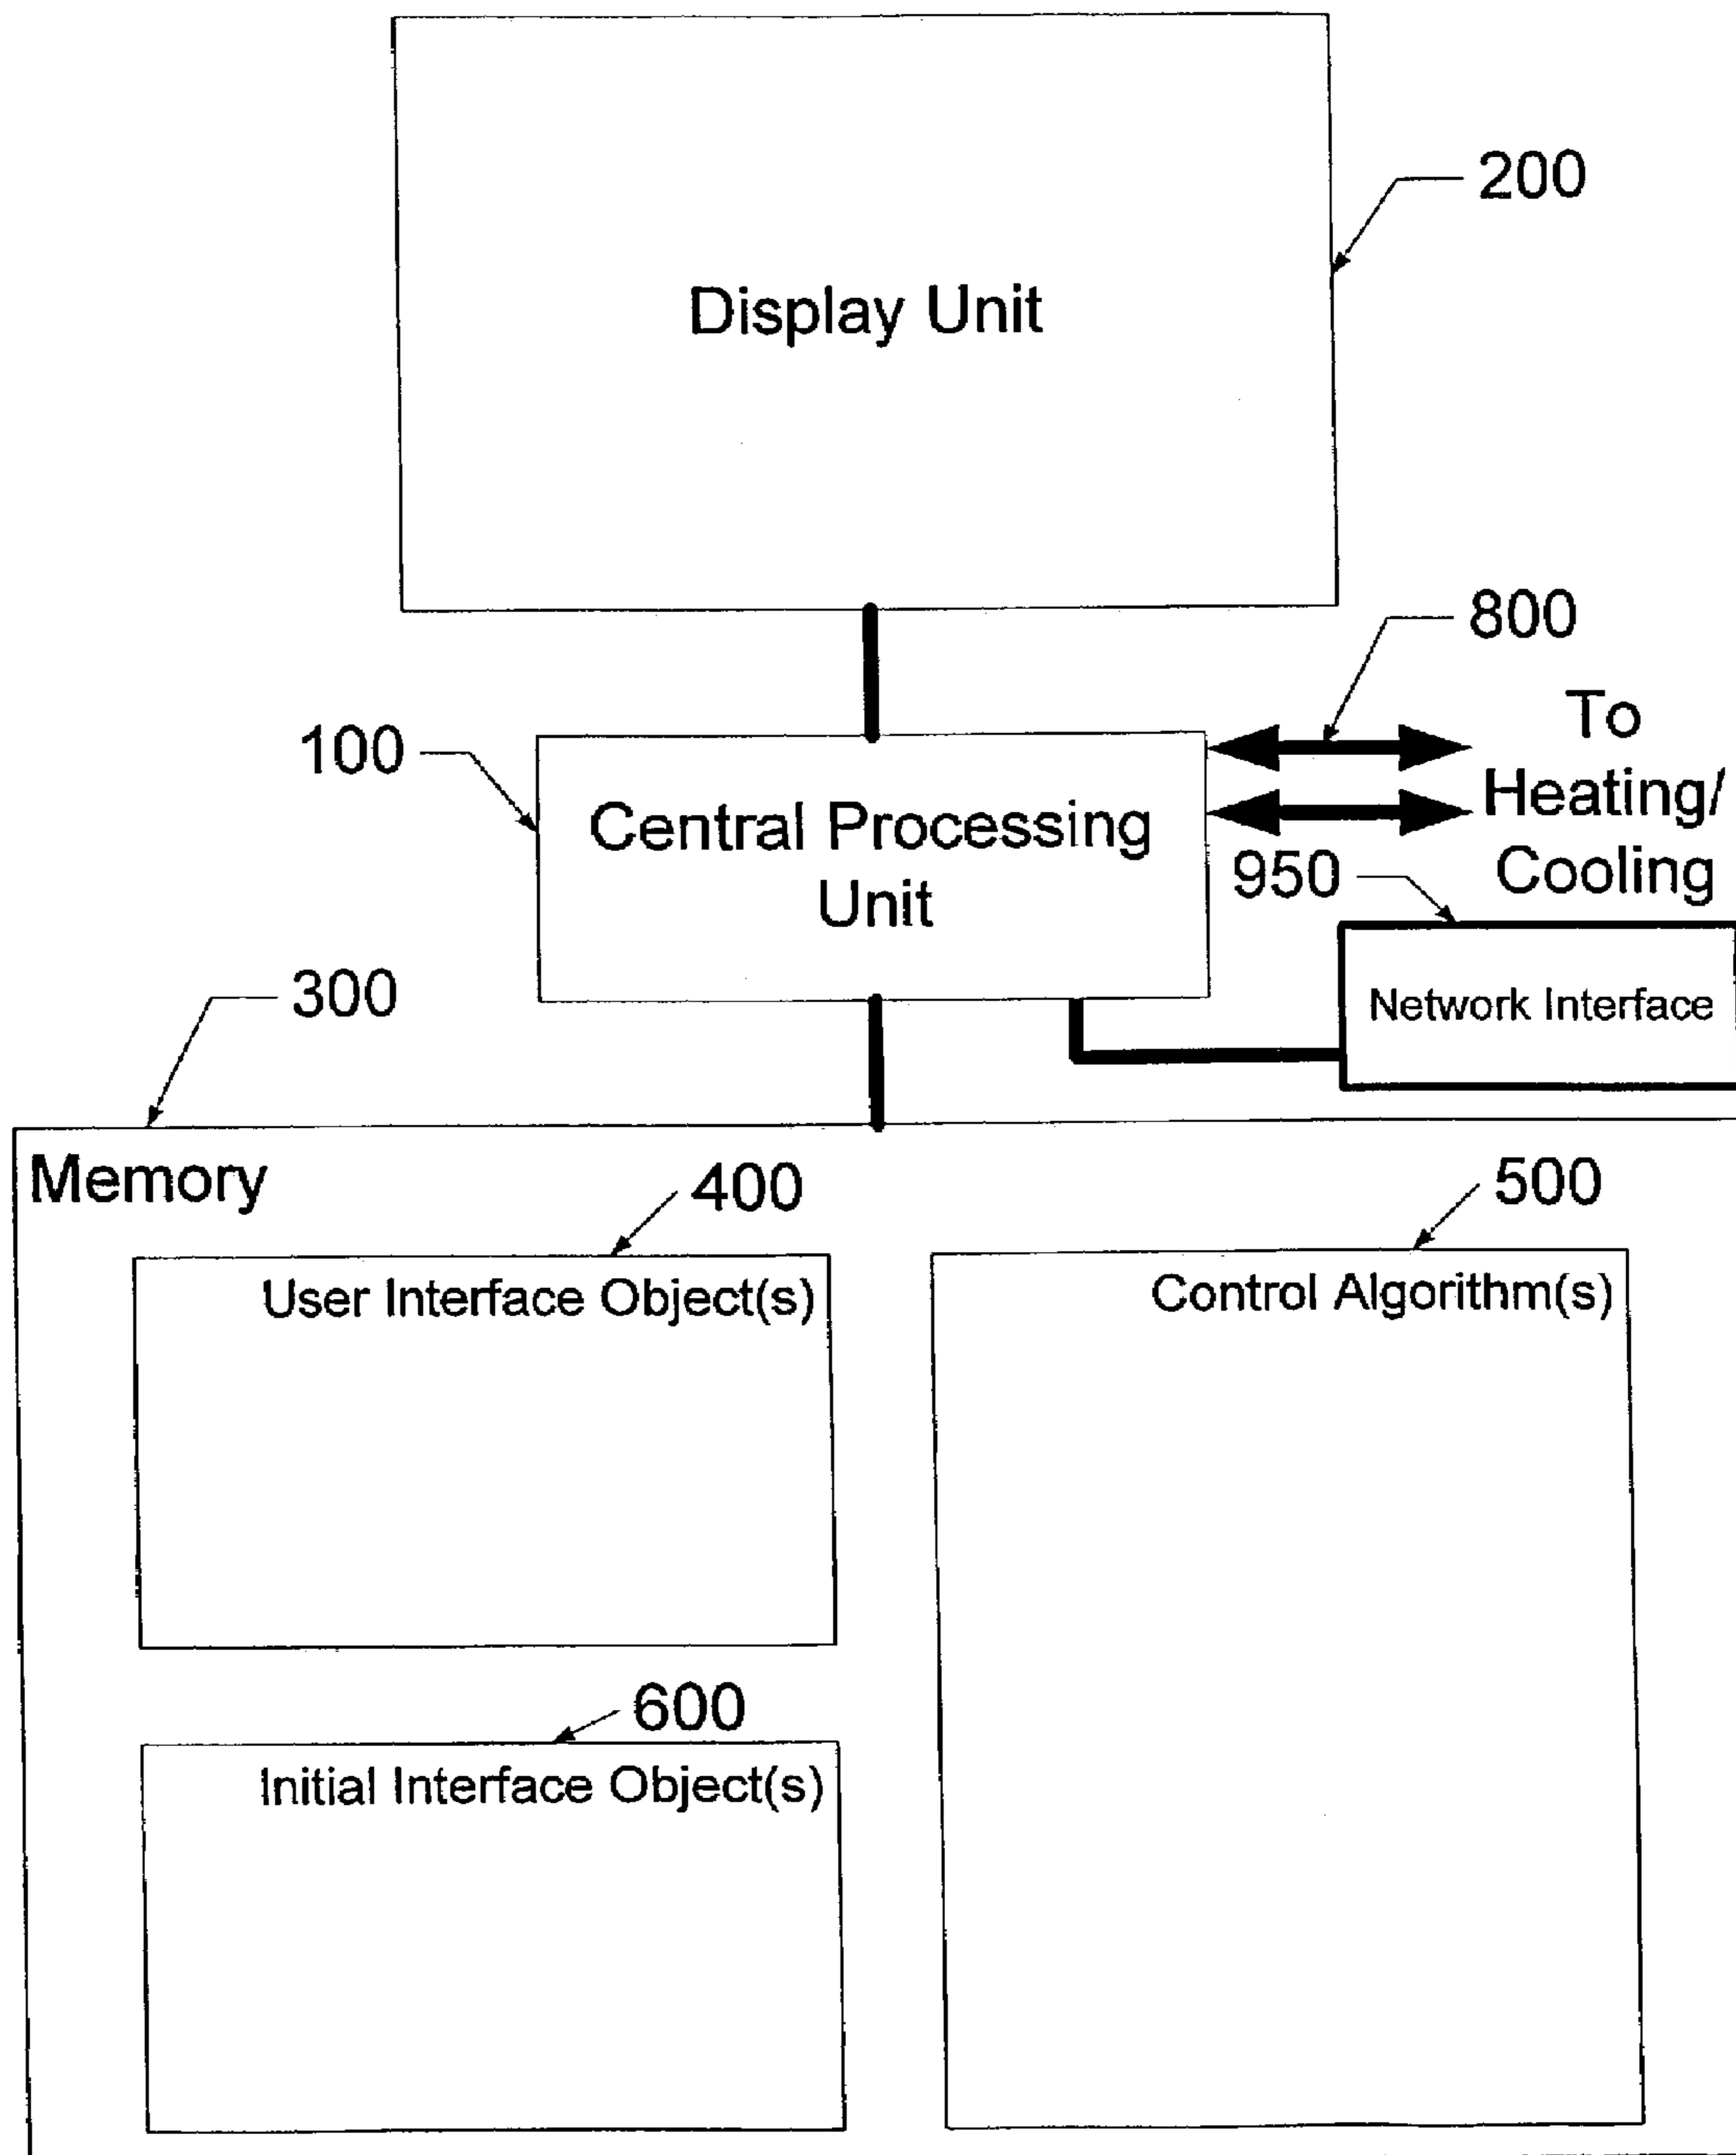 200
Display Unit
800
To
Heating/
Cooling
100
Central Processing
Unit
950
Network Interface
300
Memory
400
500
User Interface Object(s)
Control Algorithm(s)
600
Initial Interface Object(s)